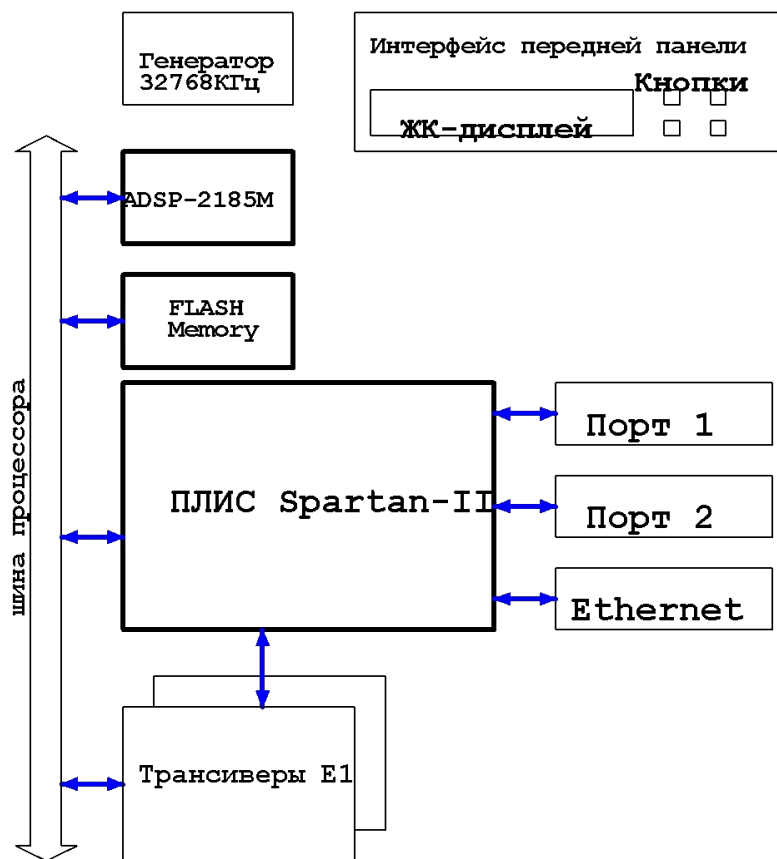 Генератор
32768КГц
Интерфейс передней панели
Кнопки
ЖК-дисплей
ADSP-2185M
FLASH
Memory
шина процессора
ПЛИС Spartan-II
Порт 1
Порт 2
Ethernet
Трансиверы E1